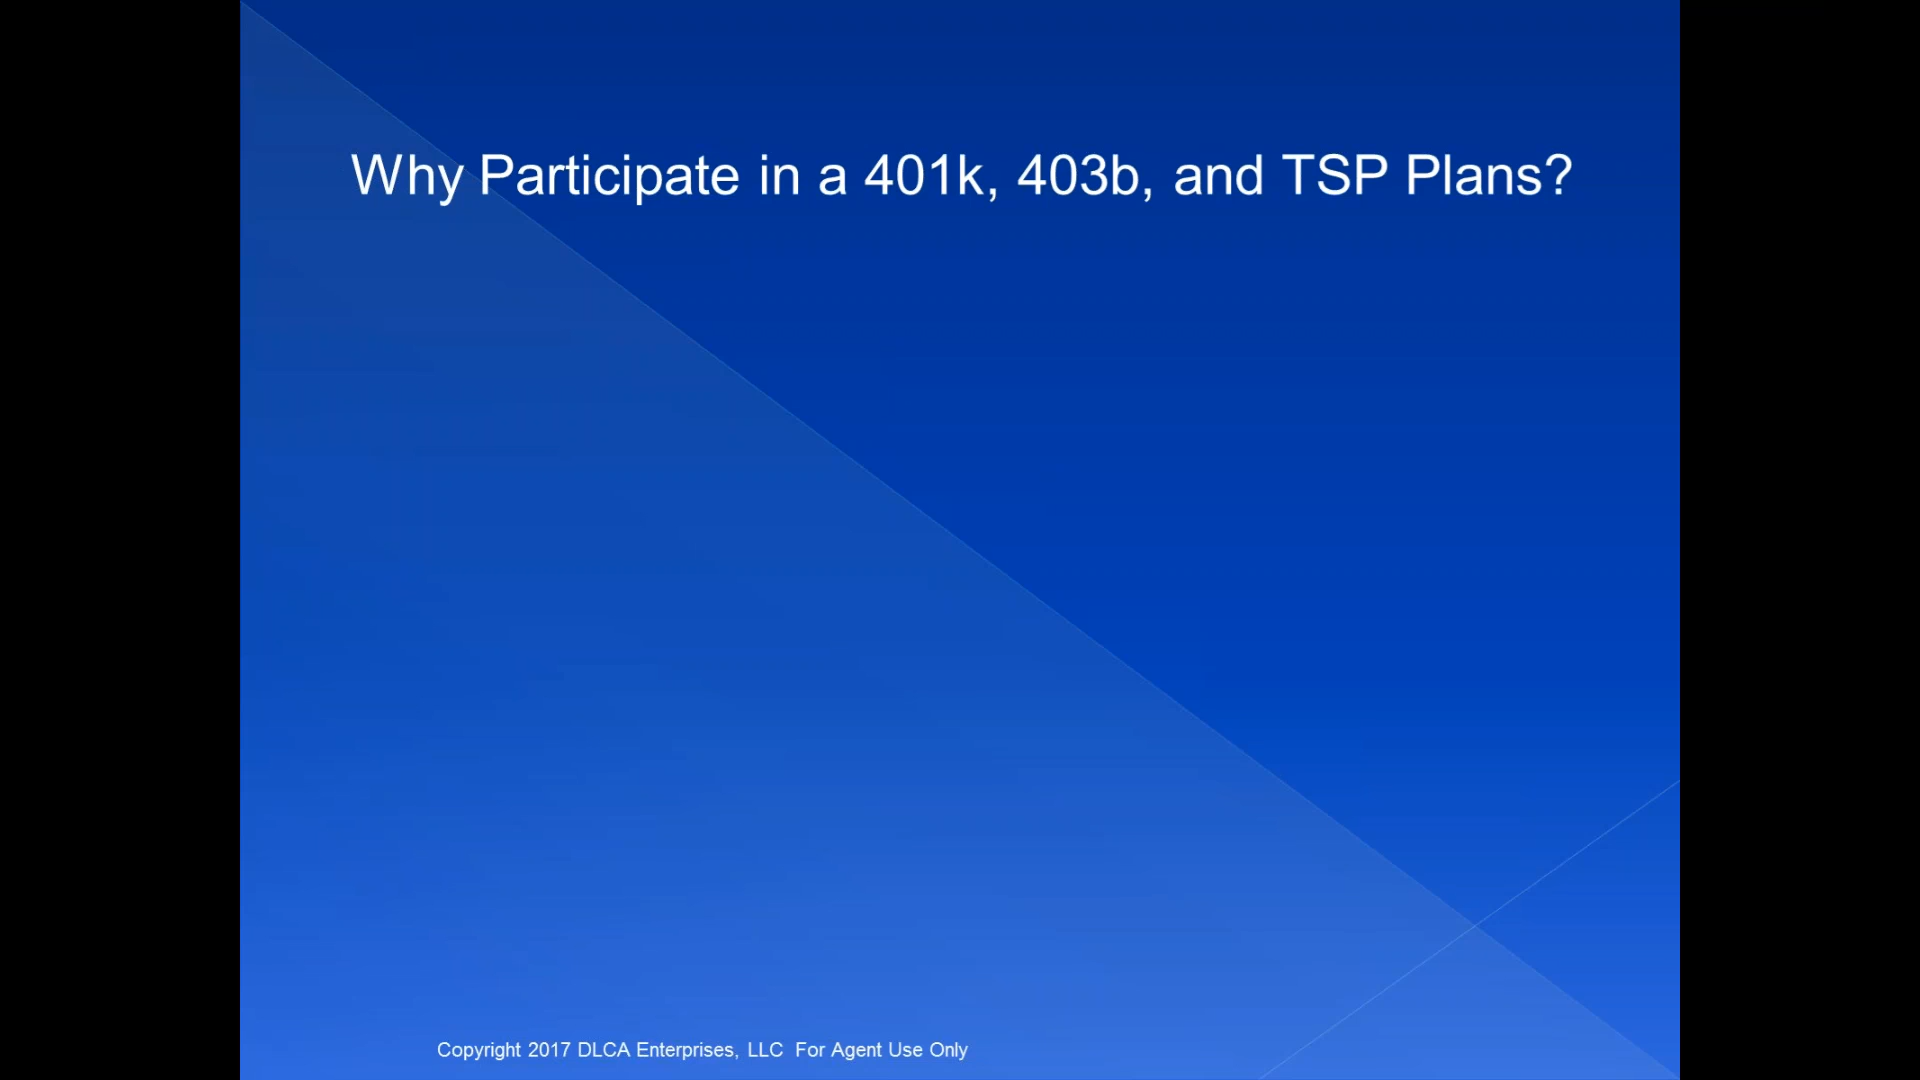 Why Participate in a 401k, 403b, and TSP Plans?
Copyright 2017 DLCA Enterprises, LLC  For Agent Use Only